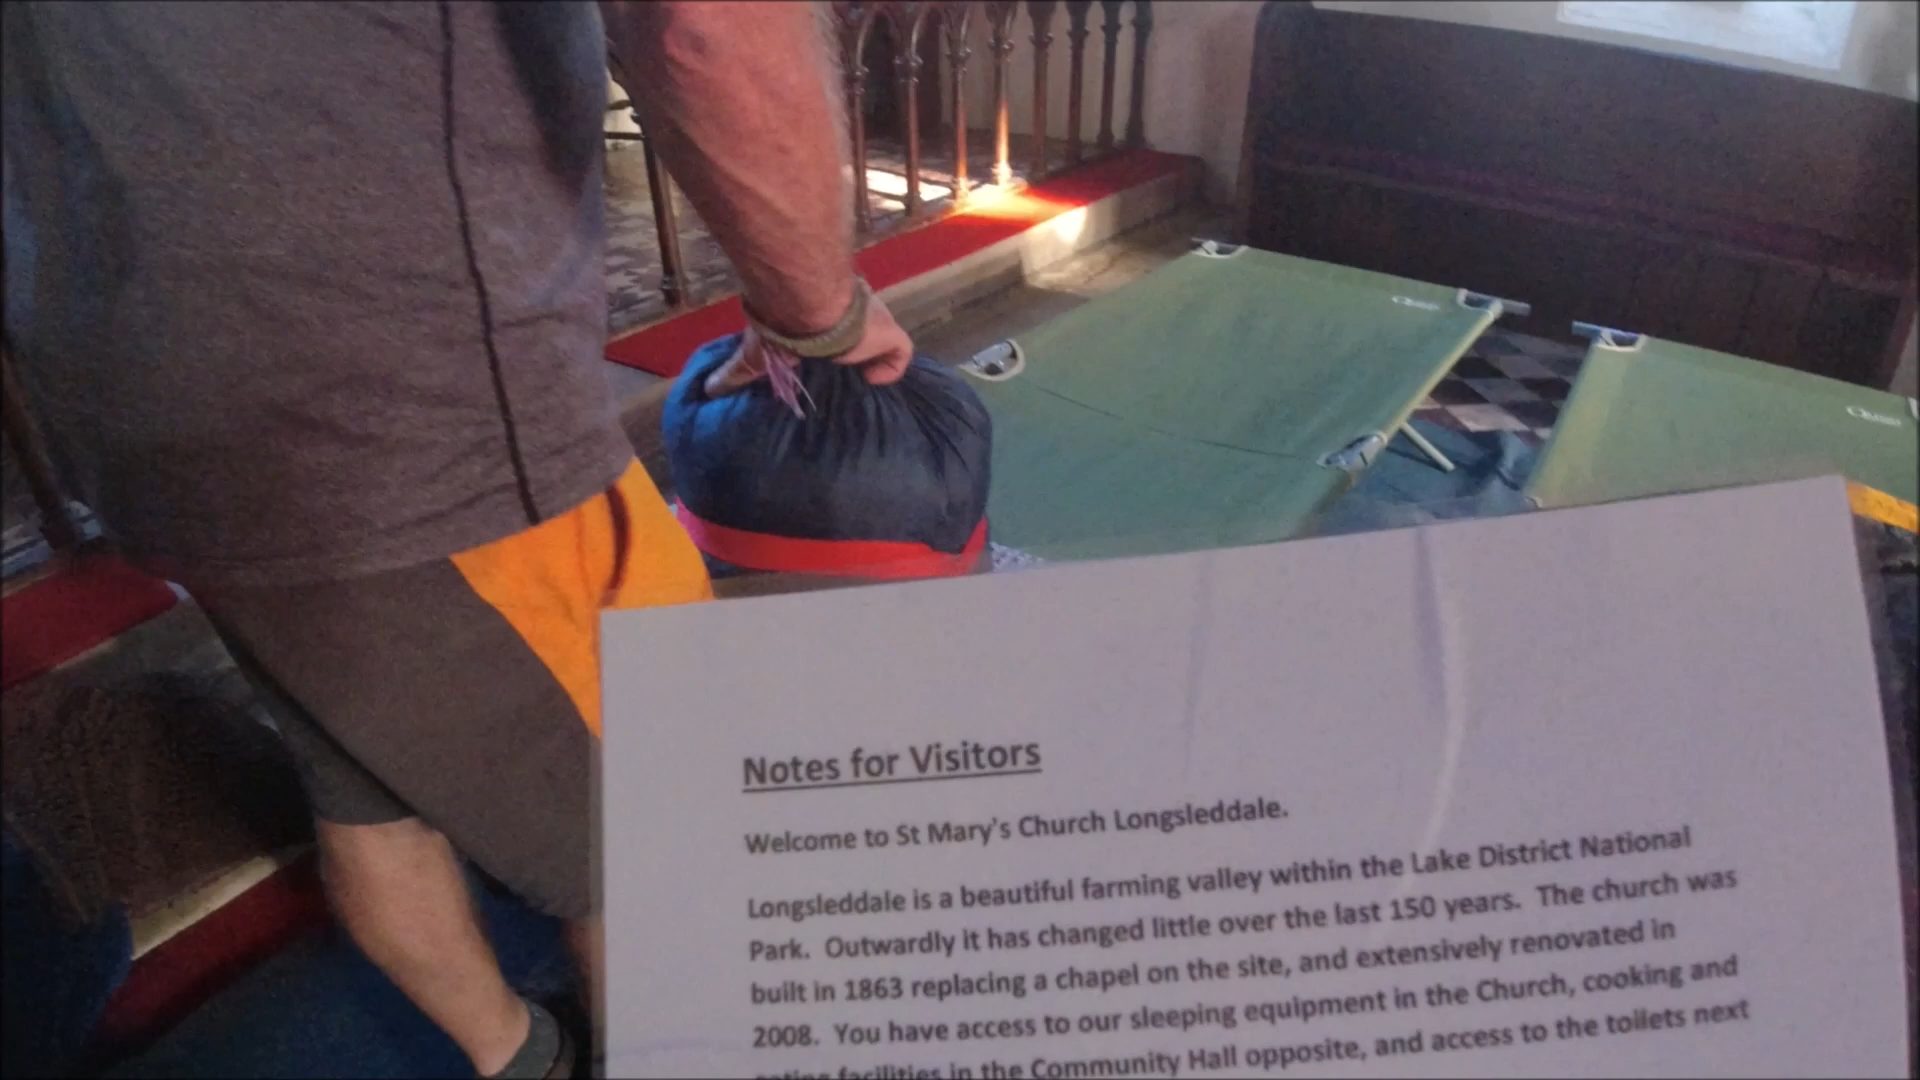 Notes for Visitors
Welcome to St Mary's Church Longsleddale.
Longsleddale is a beautiful farming valley within the Lake District National
Park. Outwardly it has changed little over the last 150 years. The church was
built in 1863 replacing a chapel on the site, and extensively renovated in
2008. You have access to our sleeping equipment in the Church, cooking and
facilities in the Community Hall opposite, and access to the toilets next